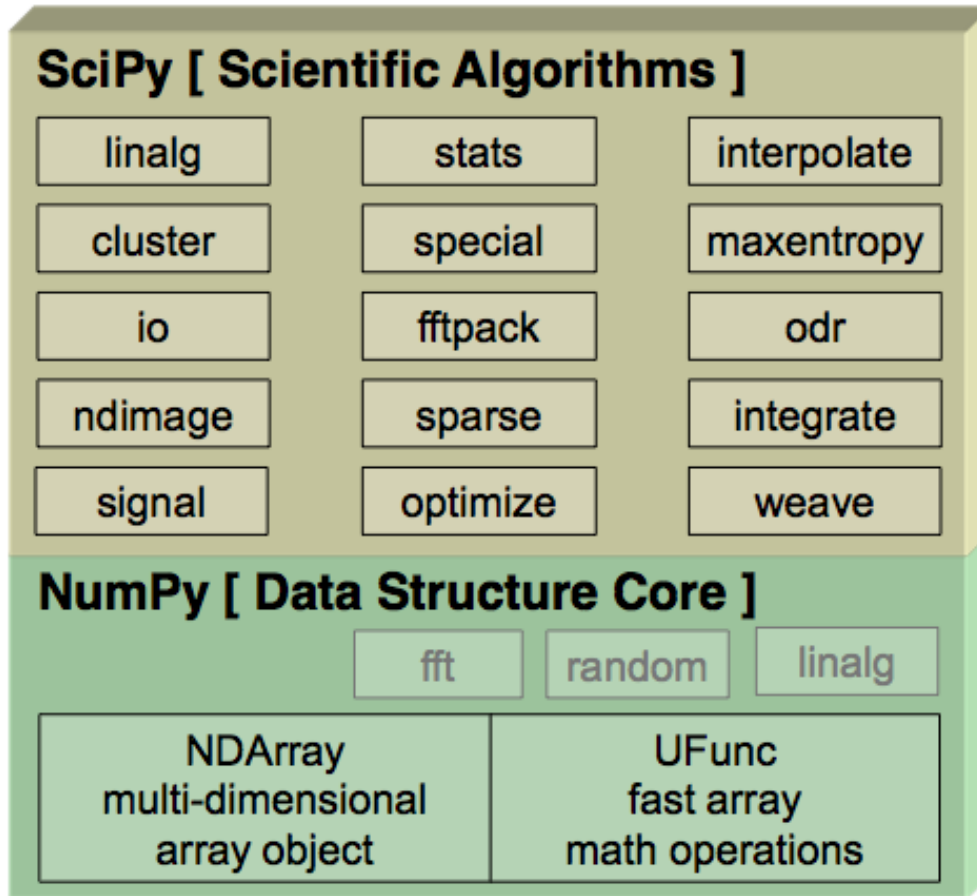 SciPy [ Scientific Algorithms ]
linalg
stats
interpolate
cluster
special
maxentropy
io
fftpack
odr
ndimage
sparse
integrate
signal
optimize
weave
NumPy [ Data Structure Core ]
fft
random
linalg
NDArray
multi-dimensional
array object
UFunc
fast array
math operations